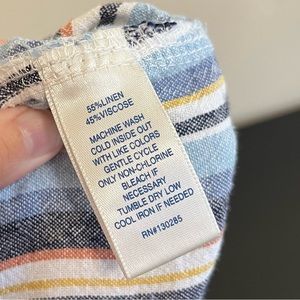 55%LINEN
45%VISCOSE
MACHINE WASH
COLD INSIDE OUT
WITH LIKE COLORS
GENTLE CYCLE
ONLY NON-CHLORINE
BLEACH IF
NECESSARY
TUMBLE DRY LOW
COOL IRON IF NEEDED
RN#130285